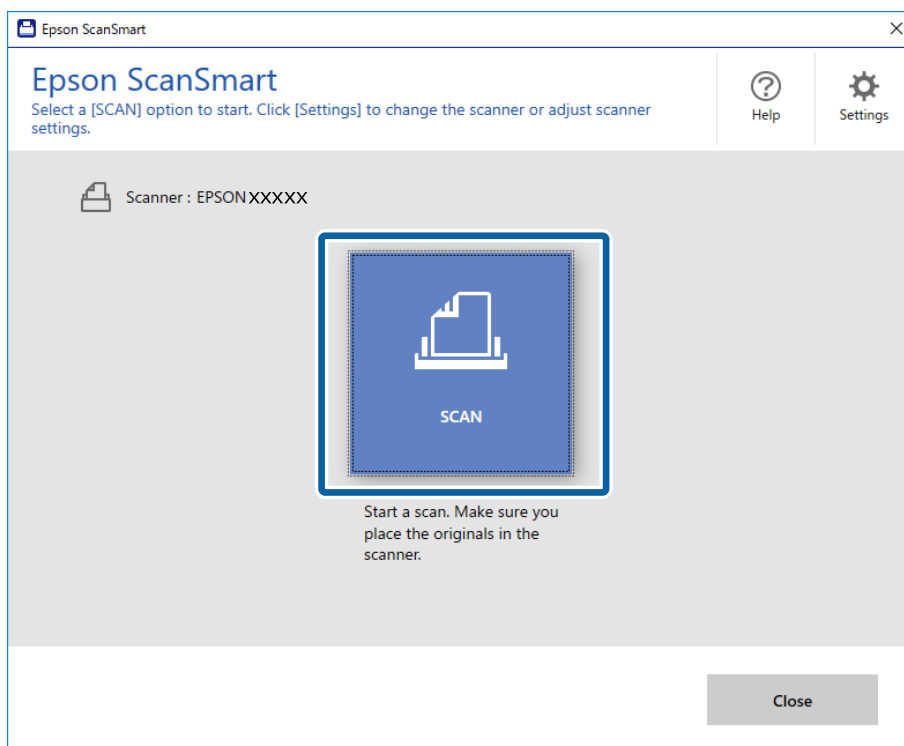 Epson ScanSmart
Epson ScanSmart
Select a [SCAN] option to start. Click [Settings] to change the scanner or adjust scanner
settings.
Help
Settings
Scanner : EPSON XXXXX
SCAN
Start a scan. Make sure you
place the originals in the
scanner.
Close